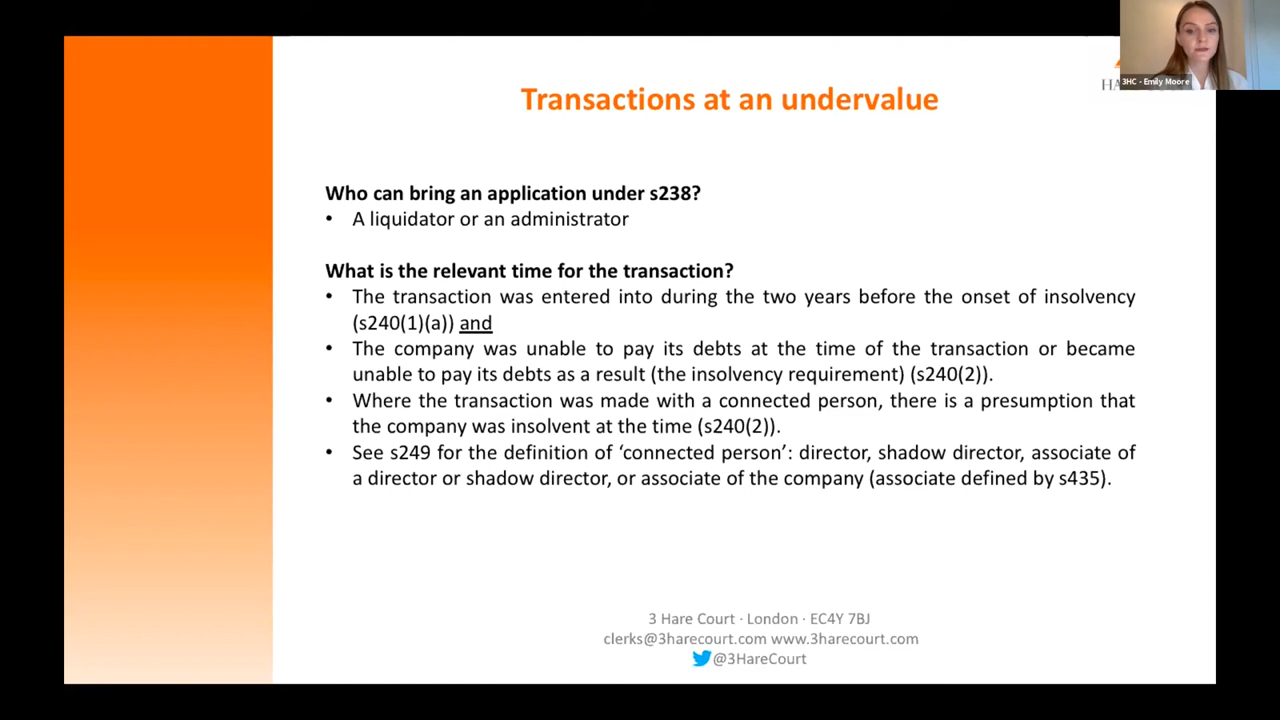 Transactions at an undervalue
3HC - Emily Moore
Who can bring an application under s238?
• A liquidator or an administrator
What is the relevant time for the transaction?
• The transaction was entered into during the two years before the onset of insolvency
(s240(1)(a)) and
• The company was unable to pay its debts at the time of the transaction or became
unable to pay its debts as a result (the insolvency requirement) (s240(2)).
• Where the transaction was made with a connected person, there is a presumption that
the company was insolvent at the time (s240(2)).
• See s249 for the definition of ‘connected person’: director, shadow director, associate of
a director or shadow director, or associate of the company (associate defined by s435).
3 Hare Court · London · EC4Y 7BJ
clerks@3harecourt.com www.3harecourt.com
@3HareCourt